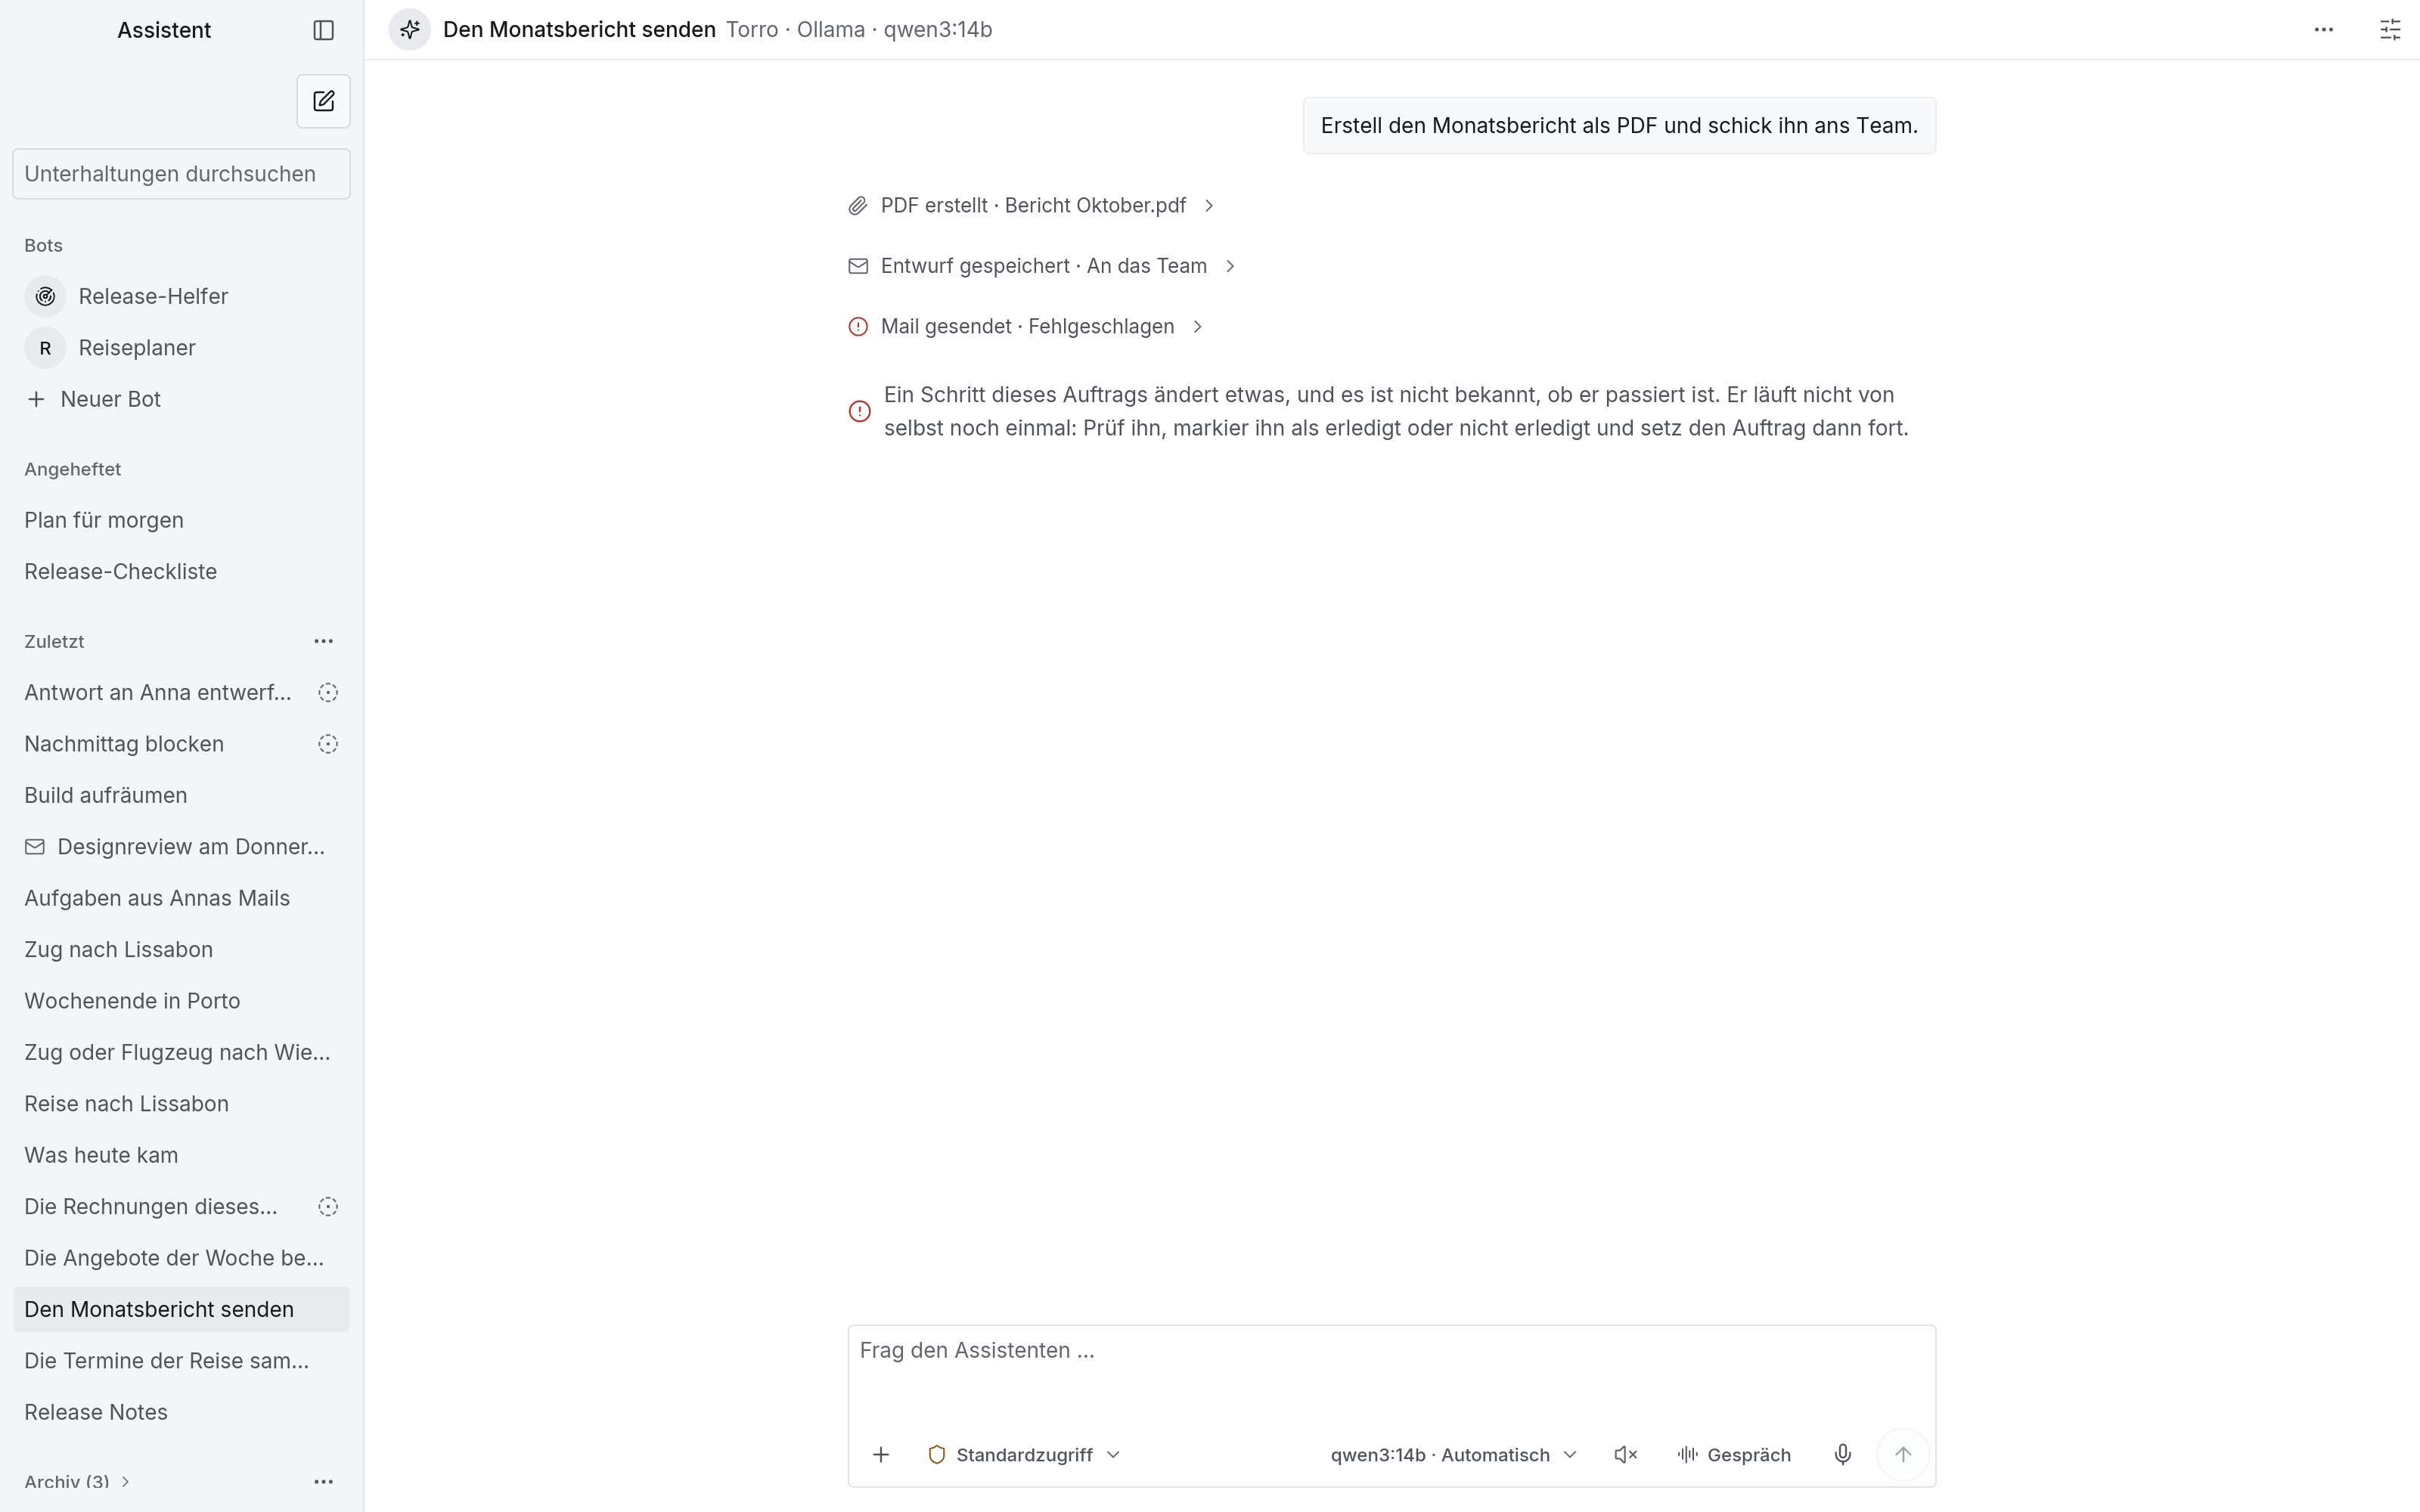 Assistent
Unterhaltungen durchsuchen
Bots
Release-Helfer
R Reiseplaner
Neuer Bot
Angeheftet
Plan für morgen
Release-Checkliste
Zuletzt
Antwort an Anna entwerf...
Nachmittag blocken
Build aufräumen
Designreview am Donner...
Aufgaben aus Annas Mails
Zug nach Lissabon
Wochenende in Porto
Zug oder Flugzeug nach Wie...
Reise nach Lissabon
Was heute kam
Die Rechnungen dieses...
Die Angebote der Woche be...
Den Monatsbericht senden
Die Termine der Reise sam...
Release Notes
Archiv (3)
Den Monatsbericht senden Torro · Ollama · qwen3:14b
Erstell den Monatsbericht als PDF und schick ihn ans Team.
PDF erstellt · Bericht Oktober.pdf
Entwurf gespeichert · An das Team
Mail gesendet · Fehlgeschlagen
Ein Schritt dieses Auftrags ändert etwas, und es ist nicht bekannt, ob er passiert ist. Er läuft nicht von
selbst noch einmal: Prüf ihn, markier ihn als erledigt oder nicht erledigt und setz den Auftrag dann fort.
Frag den Assistenten ...
Standardzugriff
qwen3:14b · Automatisch
Gespräch